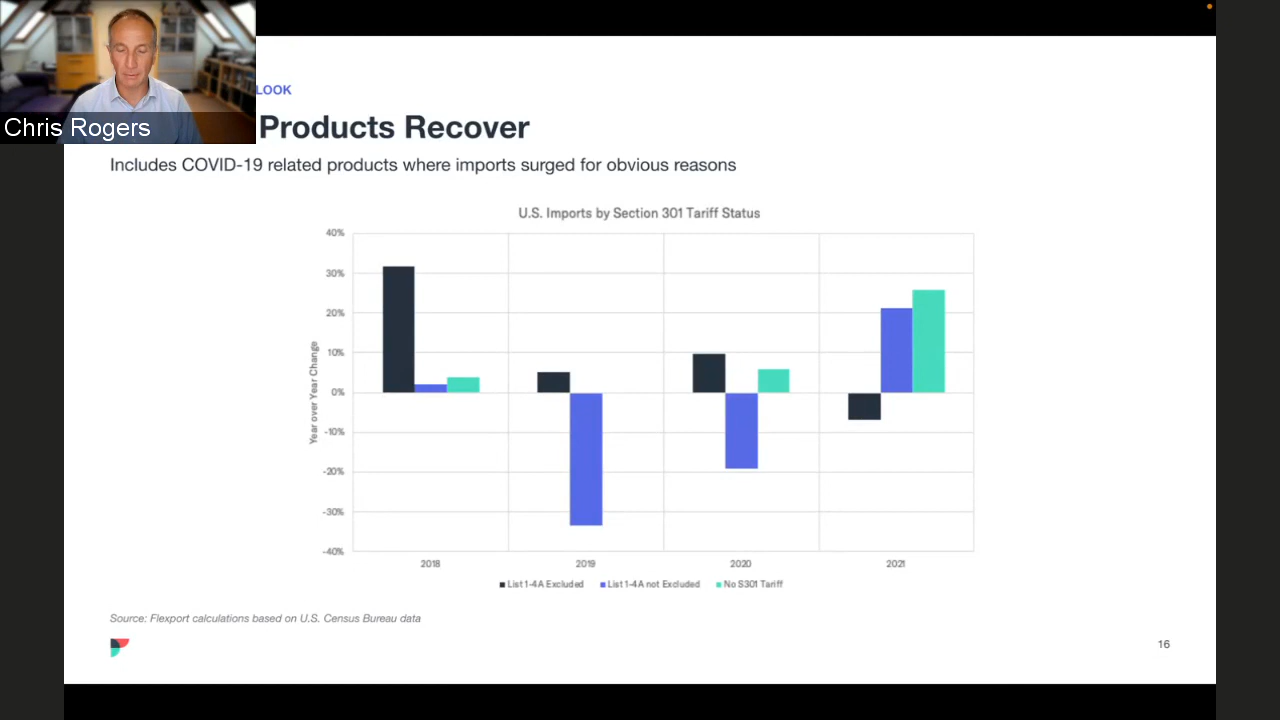 LOOK
Products Recover
Chris Rogers
Includes COVID-19 related products where imports surged for obvious reasons
U.S. Imports by Section 301 Tariff Status
40%
30%
20%
10%
0%
-10%
-20%
-30%
-40%
Year over Year Change
2018 2019 2020 2021
List 1-4A Excluded List 1-4A not Excluded No S301 Tariff
Source: Flexport calculations based on U.S. Census Bureau data
16